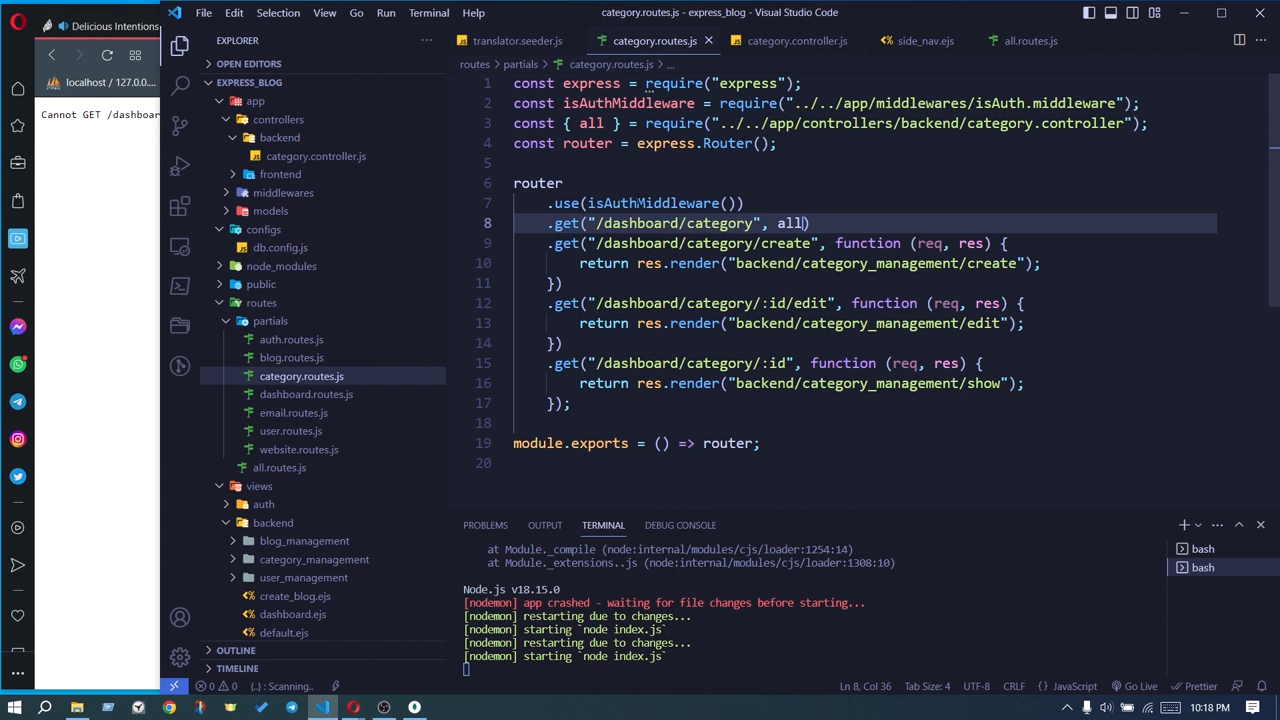 Delicious Intentions
localhost / 127.0.0....
Cannot GET /dashboar
File Edit Selection View Go Run Terminal Help
category.routes.js - express_blog - Visual Studio Code
EXPLORER
OPEN EDITORS
EXPRESS_BLOG
app
controllers
backend
category.controller.js
frontend
middlewares
models
configs
db.config.js
node_modules
public
routes
partials
auth.routes.js
blog.routes.js
category.routes.js
dashboard.routes.js
email.routes.js
user.routes.js
website.routes.js
all.routes.js
views
auth
backend
blog_management
category_management
user_management
create_blog.ejs
dashboard.ejs
default.ejs
OUTLINE
TIMELINE
translator.seeder.js category.routes.js category.controller.js side_nav.ejs all.routes.js
routes > partials > category.routes.js > ...
1 const express = require("express");
2 const isAuthMiddleware = require("../../app/middlewares/isAuth.middleware");
3 const { all } = require("../../app/controllers/backend/category.controller");
4 const router = express.Router();
5
6 router
7 .use(isAuthMiddleware())
8 .get("/dashboard/category", all)
9 .get("/dashboard/category/create", function (req, res) {
10 return res.render("backend/category_management/create");
11 })
12 .get("/dashboard/category/:id/edit", function (req, res) {
13 return res.render("backend/category_management/edit");
14 })
15 .get("/dashboard/category/:id", function (req, res) {
16 return res.render("backend/category_management/show");
17 });
18
19 module.exports = () => router;
20
PROBLEMS OUTPUT TERMINAL DEBUG CONSOLE
at Module._compile (node:internal/modules/cjs/loader:1254:14)
at Module._extensions..js (node:internal/modules/cjs/loader:1308:10)
Node.js v18.15.0
[nodemon] app crashed - waiting for file changes before starting...
[nodemon] restarting due to changes...
[nodemon] starting `node index.js`
[nodemon] restarting due to changes...
[nodemon] starting `node index.js`
bash
bash
0 0 {..} : Scanning.. Ln 8, Col 36 Tab Size: 4 UTF-8 CRLF {} JavaScript Go Live Prettier
10:18 PM